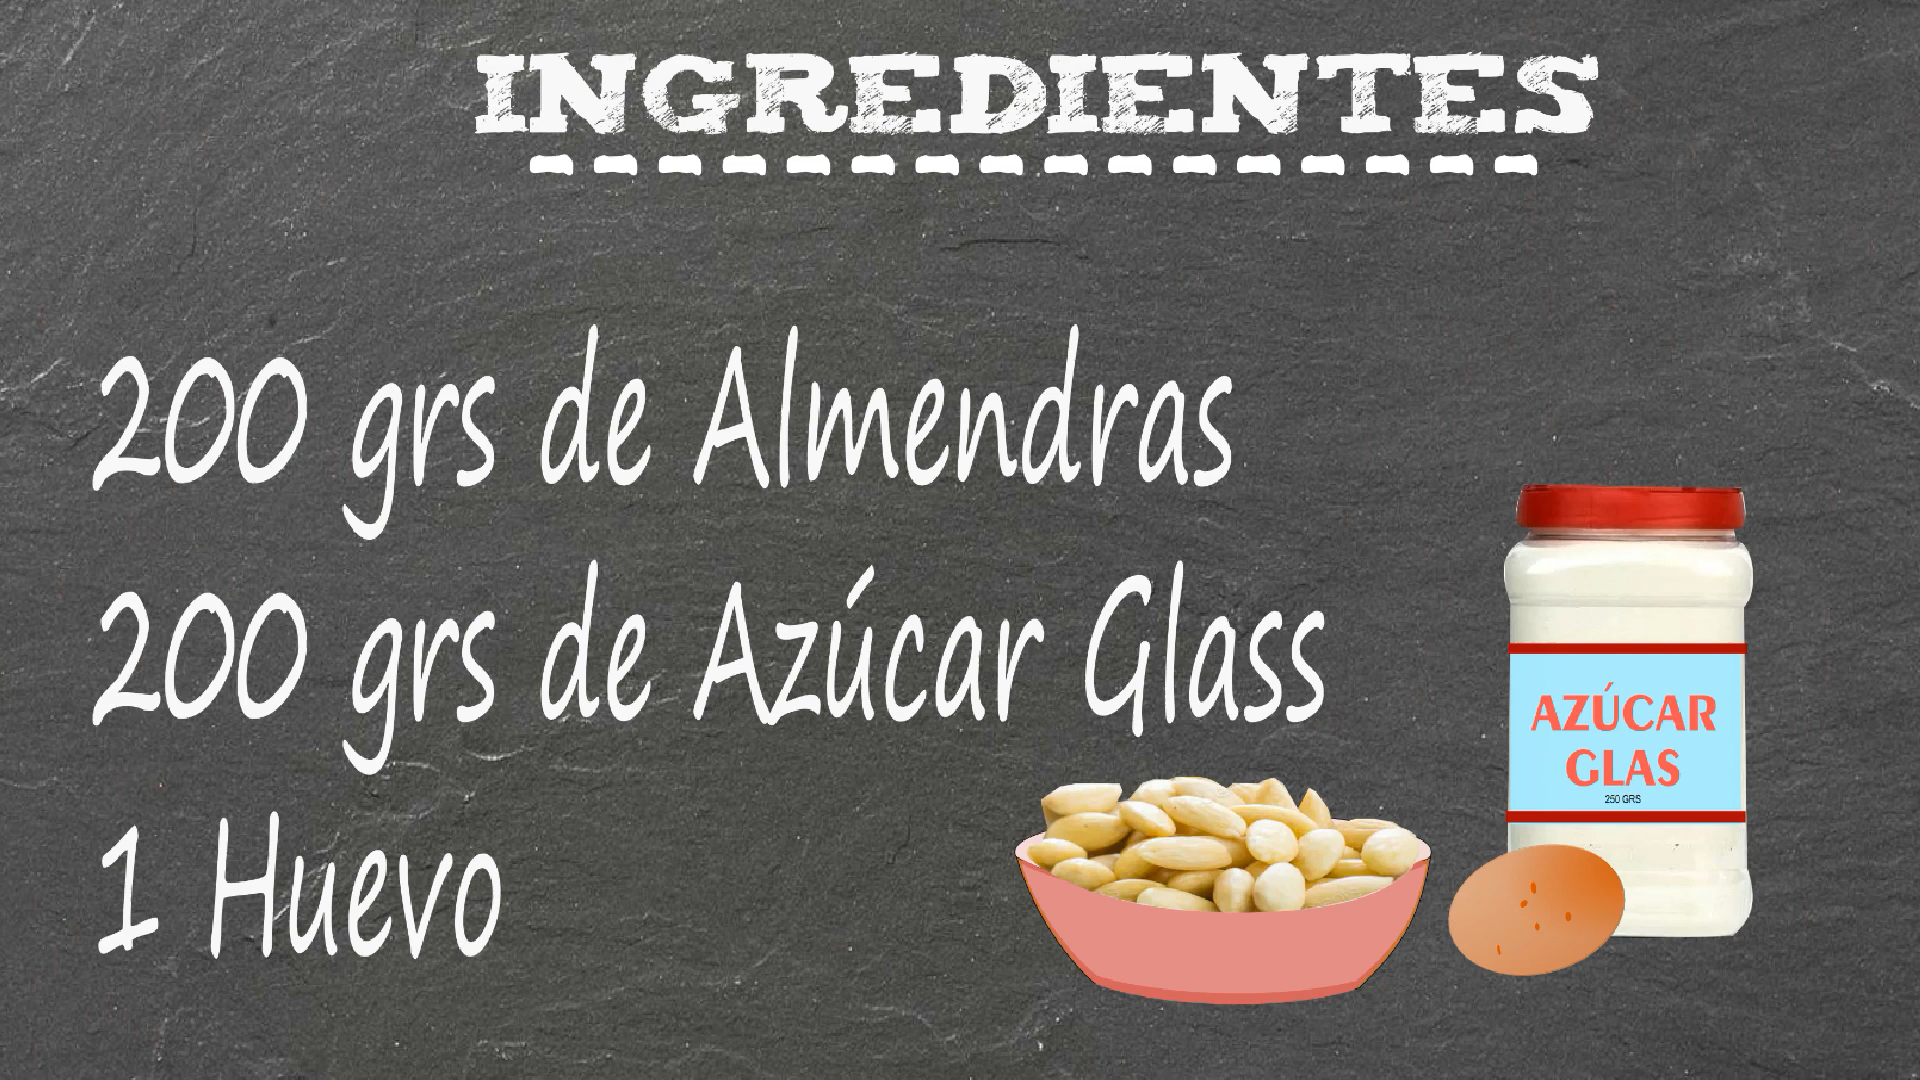 INGREDIENTES
200 grs de Almendras
200 grs de Azúcar Glass
1 Huevo
AZÚCAR
GLAS
250 GRS